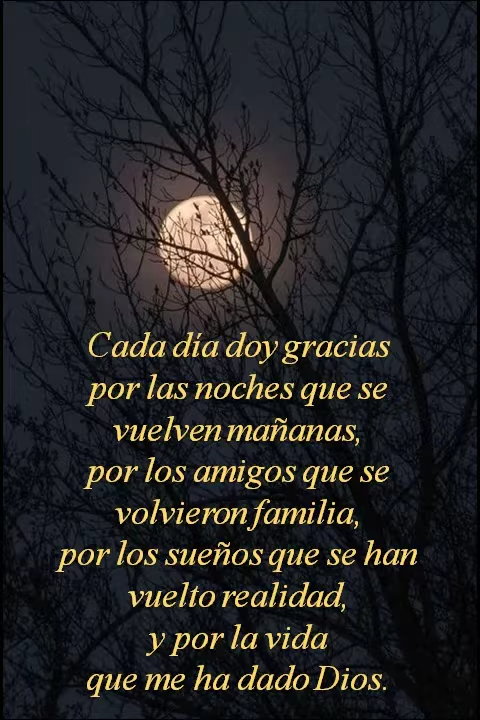 Cada día doy gracias
por las noches que se
vuelven mañanas,
por los amigos que se
volvieron familia,
por los sueños que se han
vuelto realidad,
y por la vida
que me ha dado Dios.